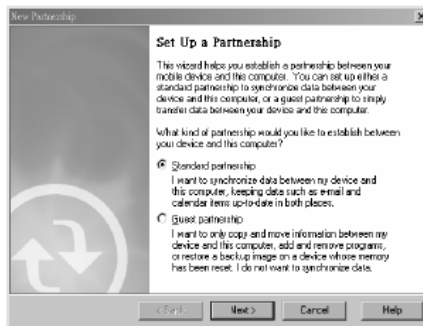 New Partnership
Set Up a Partnership
This wizard helps you establish a partnership between your
mobile device and this computer. You can set up either a
standard partnership to synchronize data between your
device and this computer, or a guest partnership to simply
transfer data between your device and this computer.
What kind of partnership would you like to establish between
your device and this computer?
Standard partnership
I want to synchronize data between my device and
this computer, keeping data such as e-mail and
calendar items up-to-date in both places.
Guest partnership
I want to only copy and move information between my
device and this computer, add and remove programs,
or restore a backup image on a device whose memory
has been reset. I do not want to synchronize data.
< Back
Next >
Cancel
Help